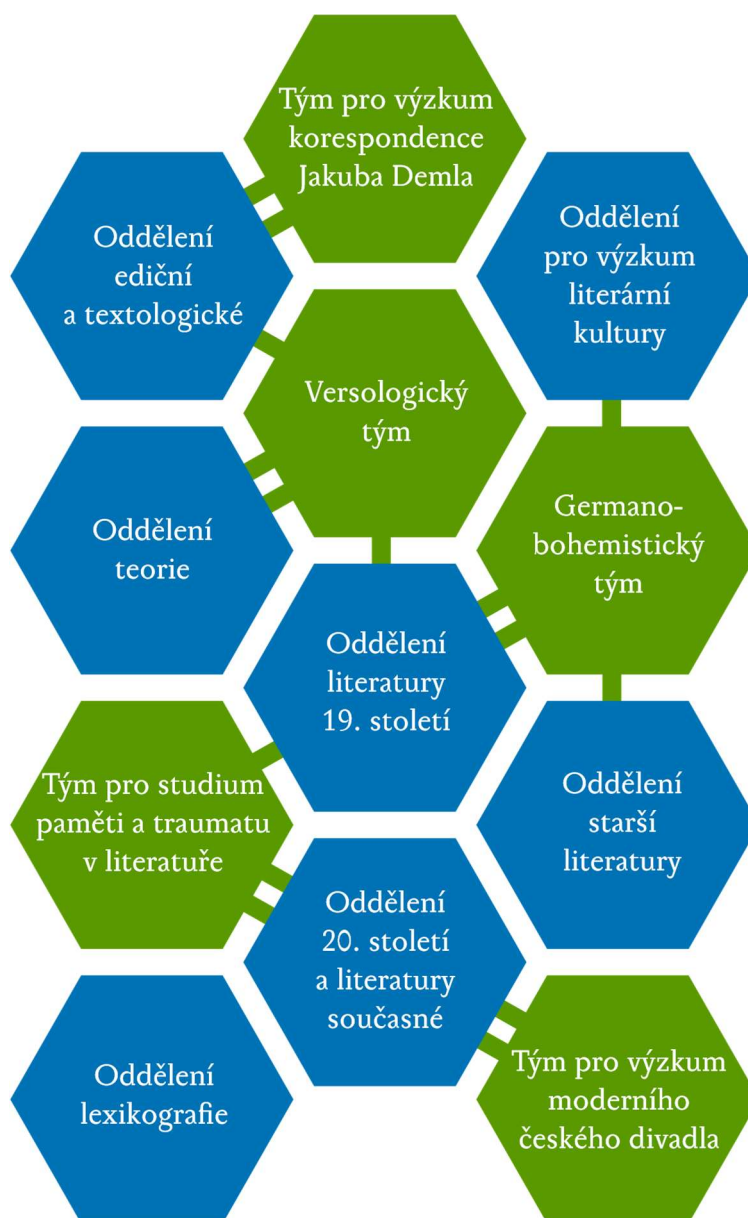 Tým pro výzkum
korespondence
Jakuba Demla
Oddělení
ediční
a textologické
Oddělení
pro výzkum
literární
kultury
Versologický
tým
Oddělení
teorie
Germano-
bohemistický
tým
Oddělení
literatury
19. století
Tým pro studium
paměti a traumatu
v literatuře
Oddělení
starší
literatury
Oddělení
20. století
a literatury
současné
Oddělení
lexikografie
Tým pro výzkum
moderního
českého divadla